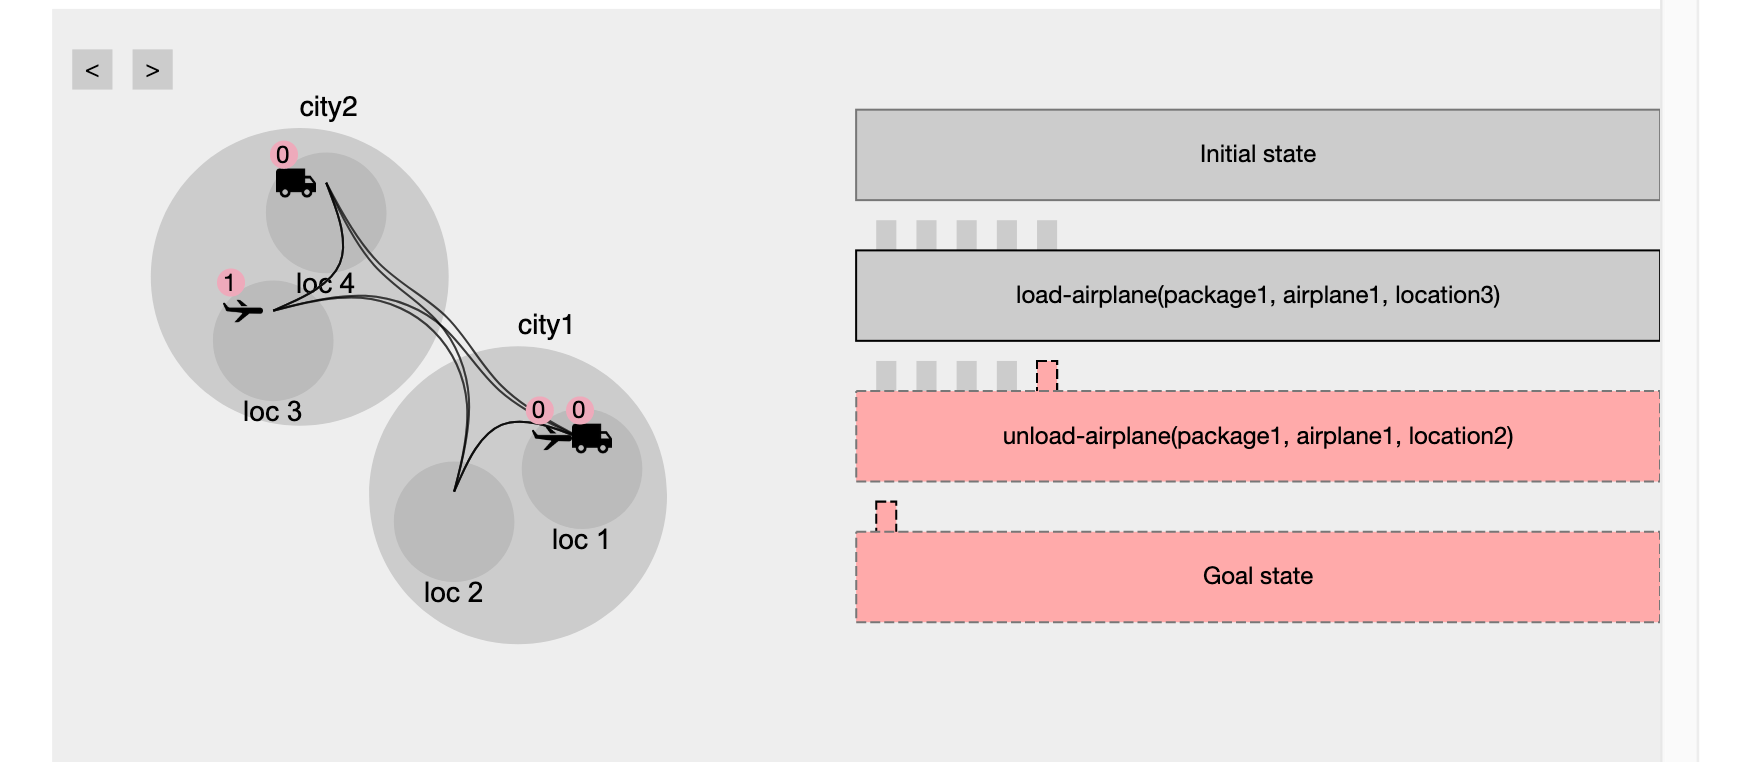 < >
city2
0
1
loc 4
loc 3
city1
0 0
loc 1
loc 2
Initial state
load-airplane(package1, airplane1, location3)
unload-airplane(package1, airplane1, location2)
Goal state